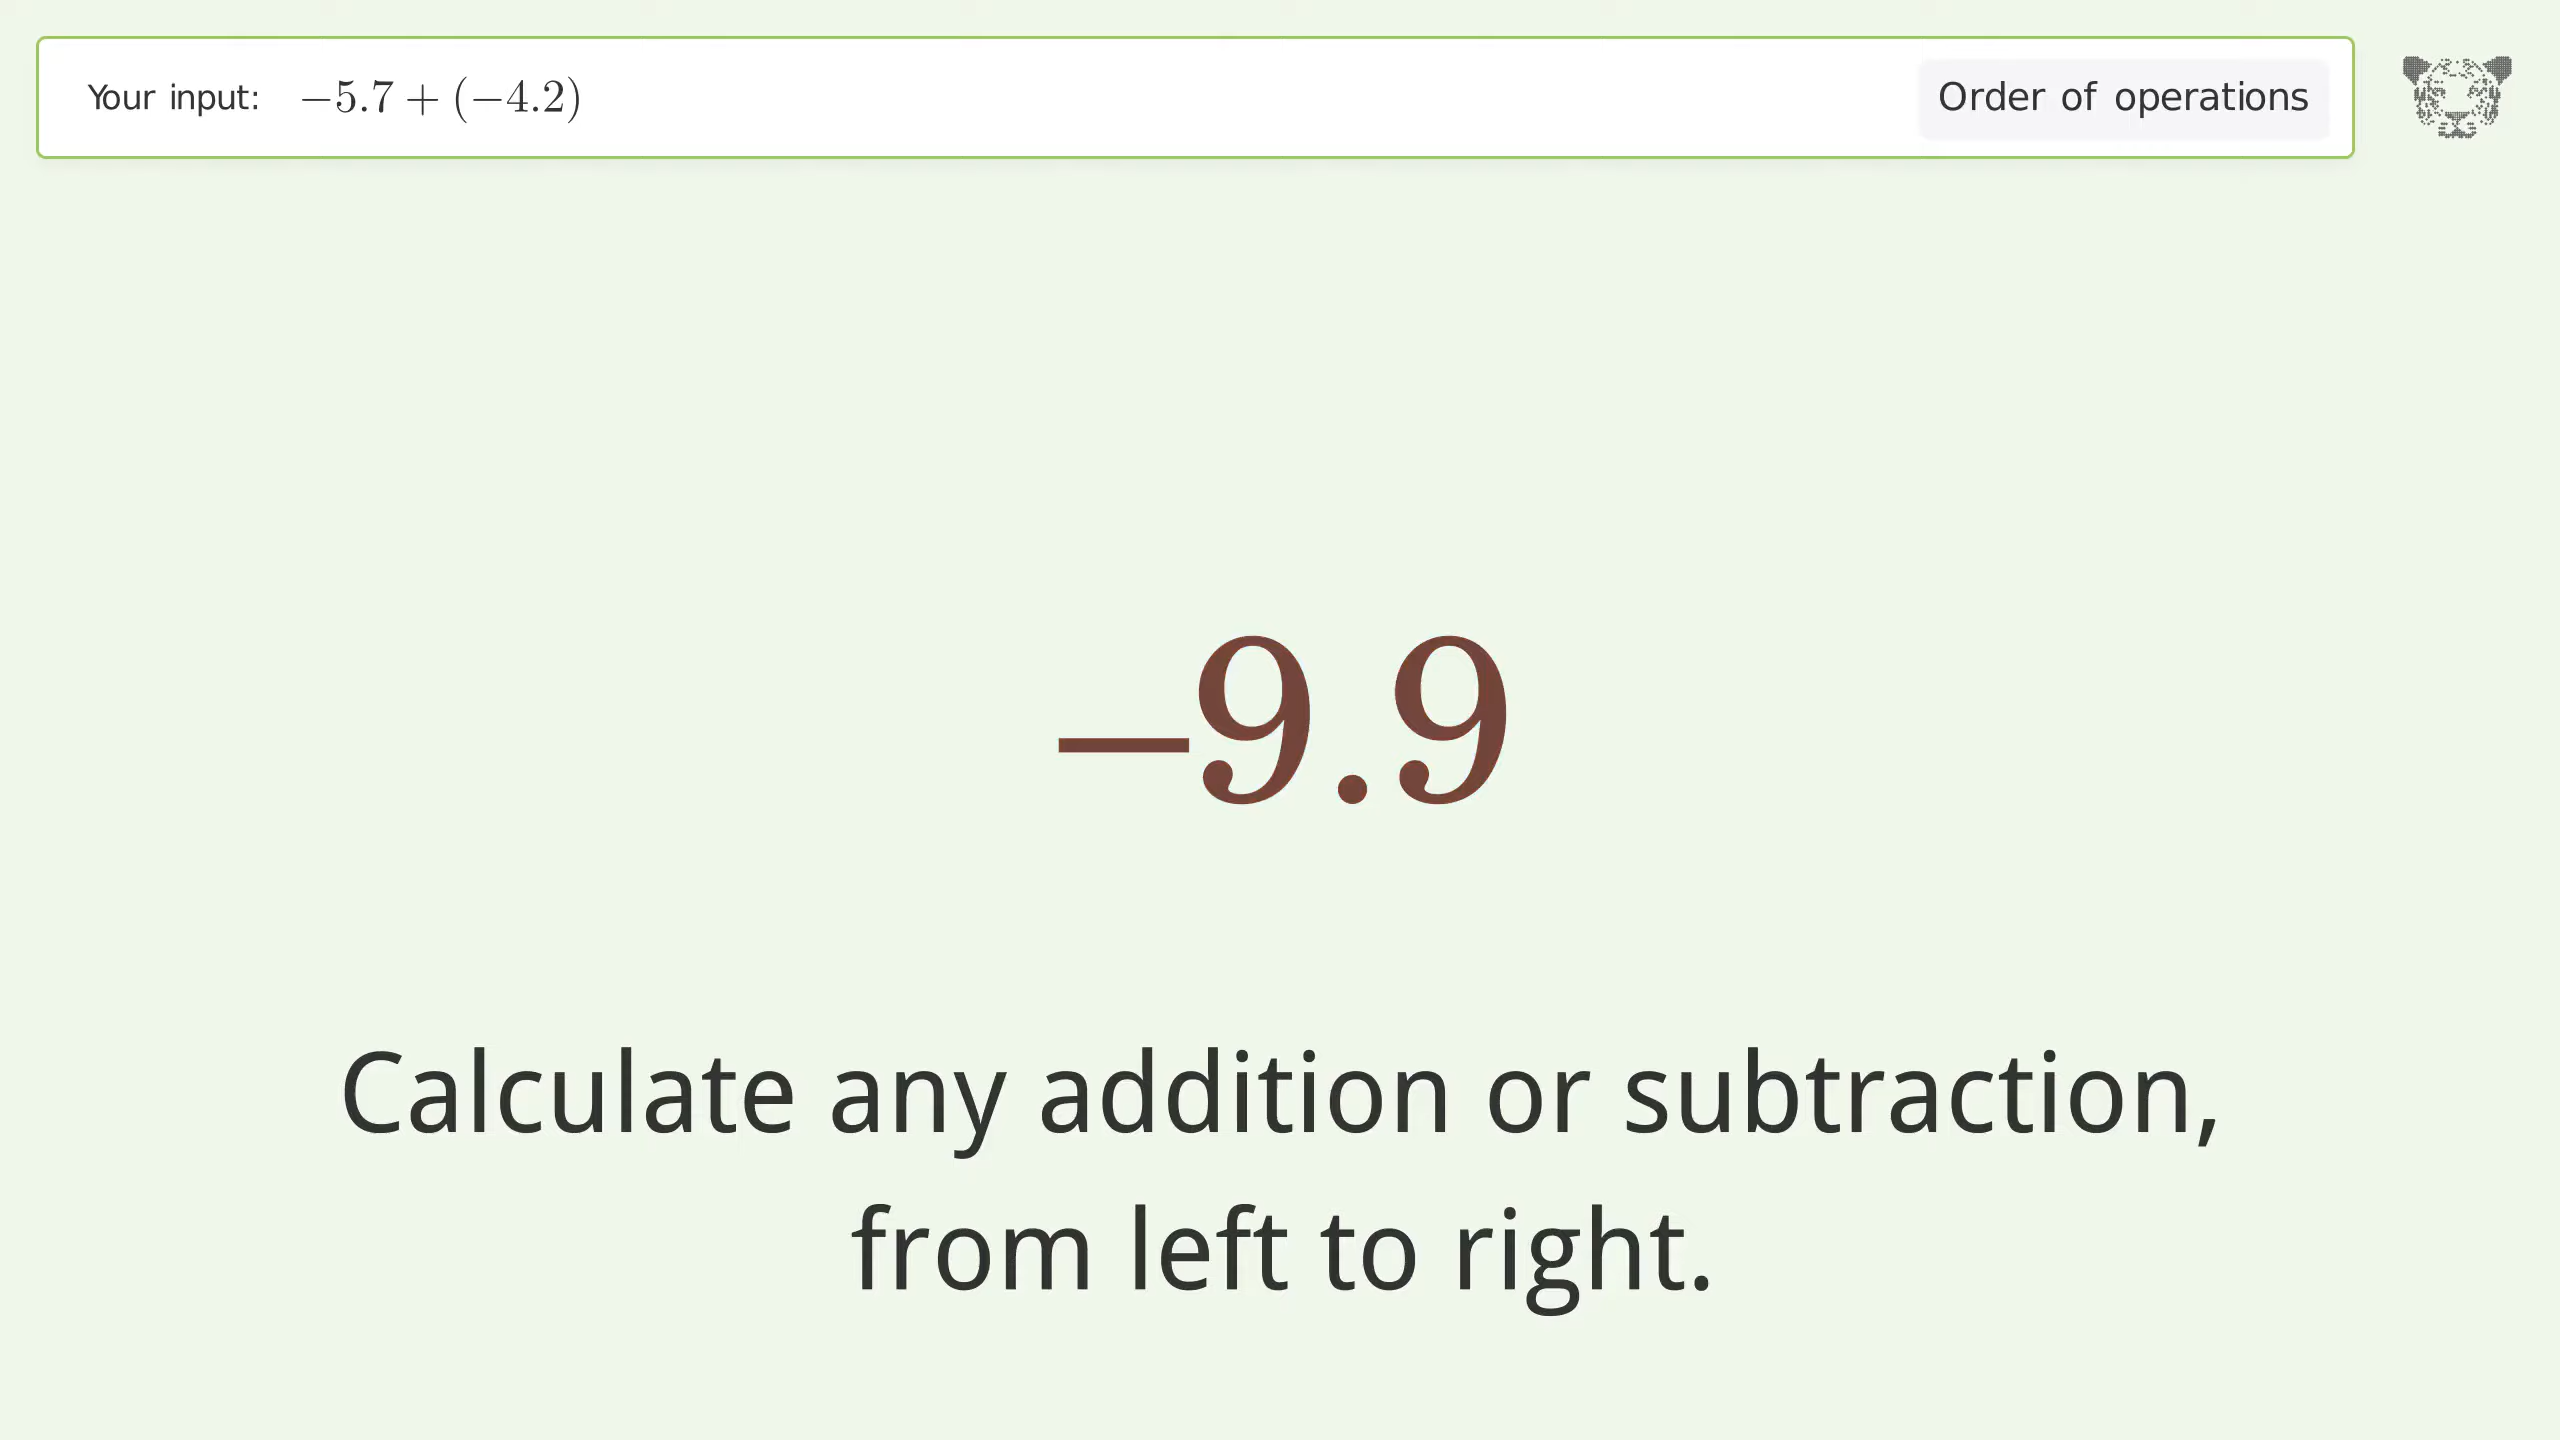 Your input: −5.7 + (−4.2)
Order of operations
−9.9
Calculate any addition or subtraction,
from left to right.